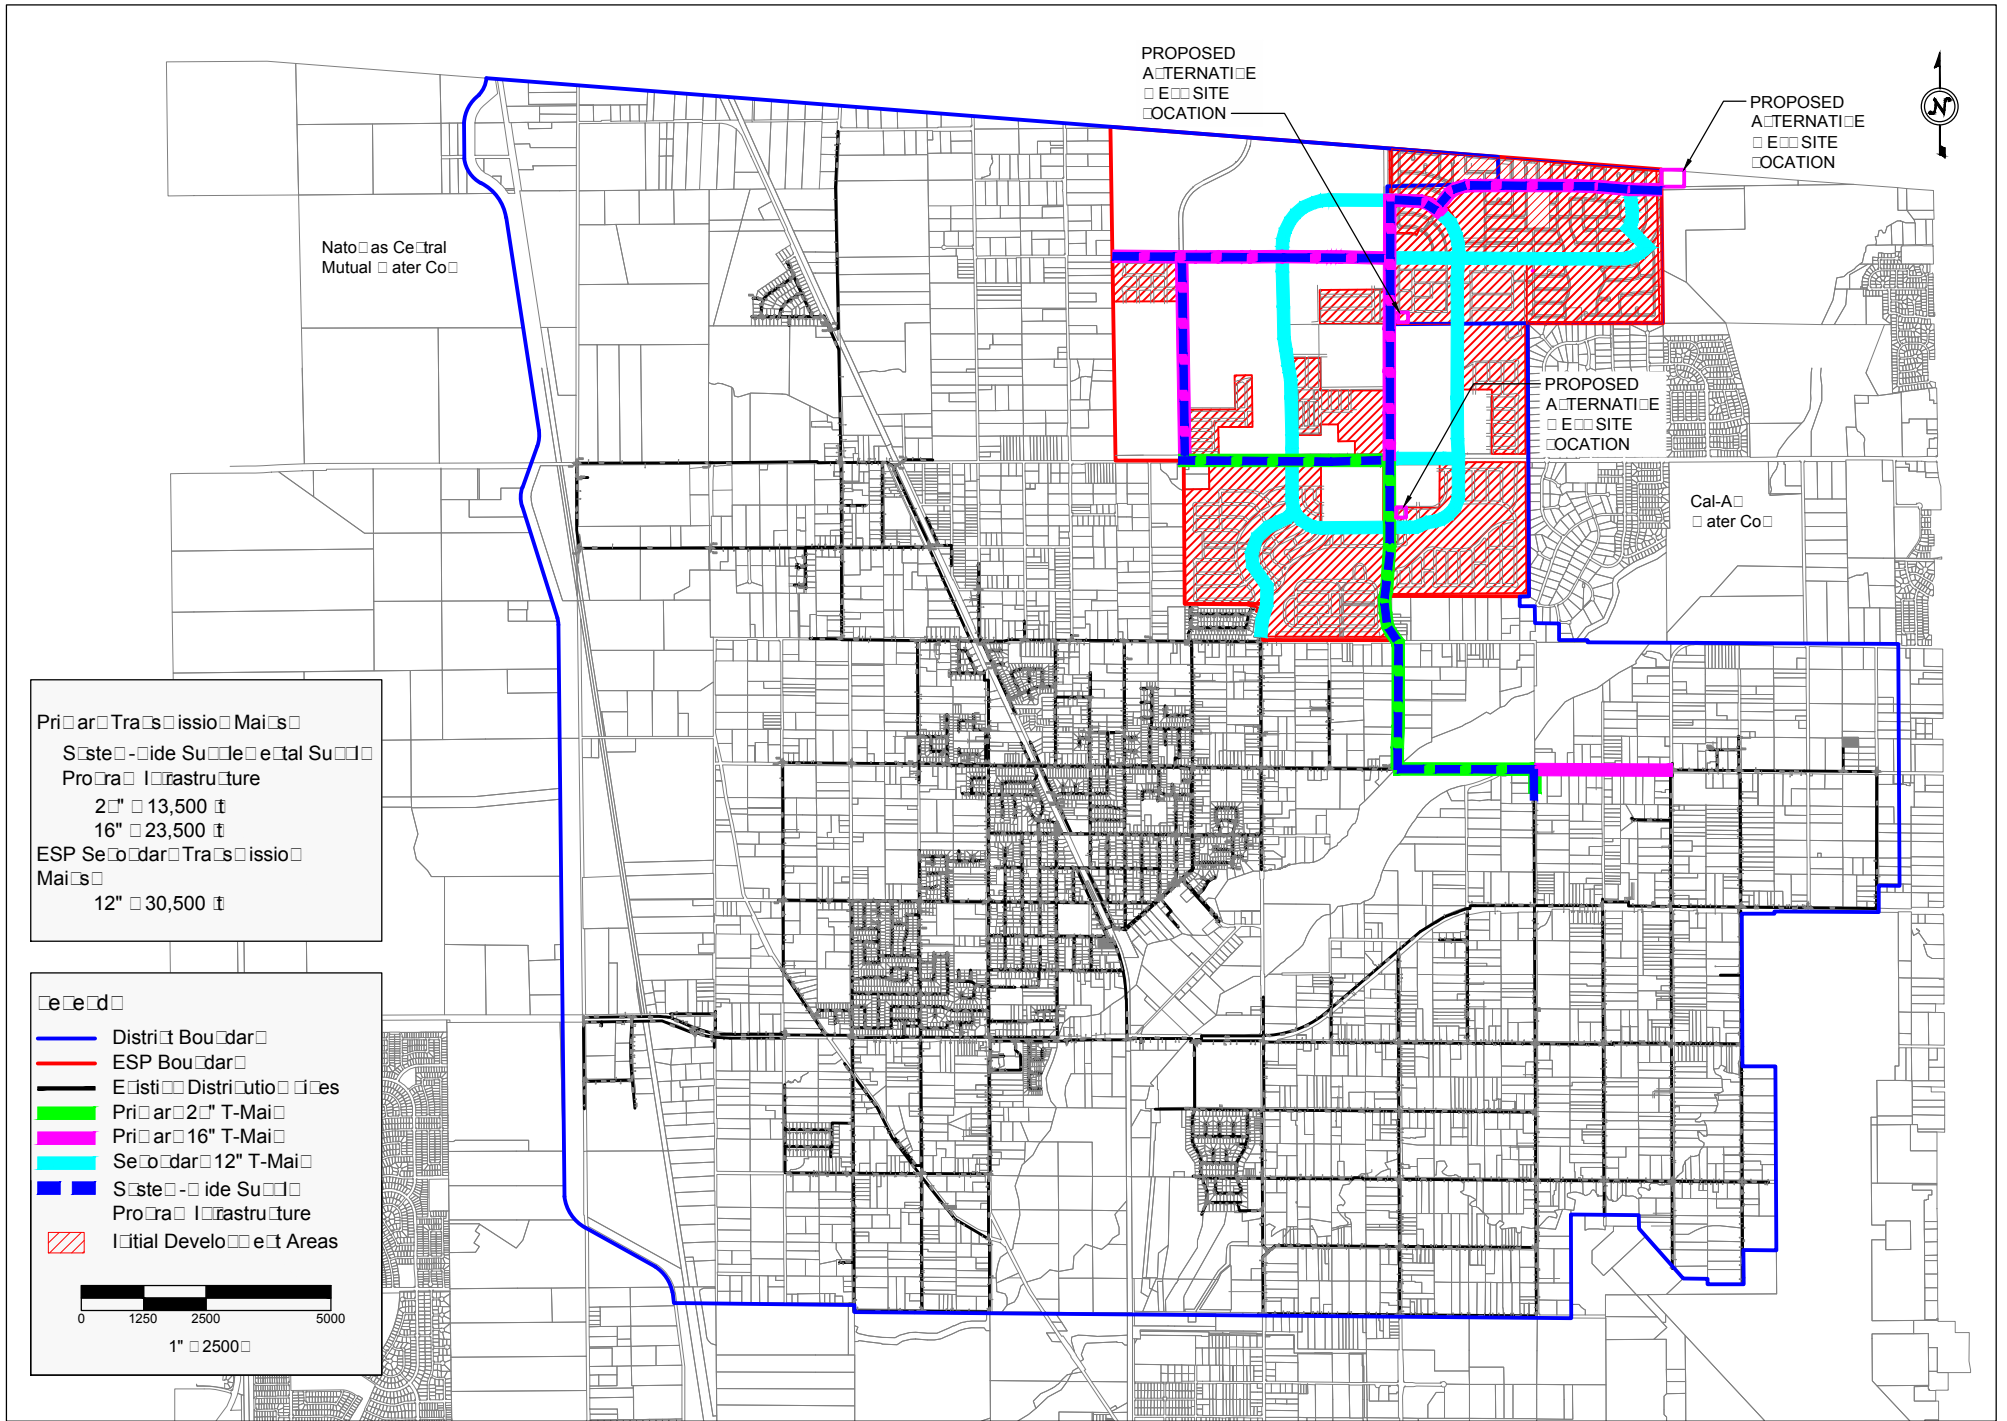 PROPOSED
A□TERNATI□E
□E□□ SITE
□OCATION
PROPOSED
A□TERNATI□E
□E□□ SITE
□OCATION
N
Nato□as Ce□tral
Mutual □ater Co□
PROPOSED
A□TERNATI□E
□E□□ SITE
□OCATION
Cal-A□
□ater Co□
Pri□ar□ Tra□s□issio□ Mai□s□
S□ste□-□ide Su□□le□e□tal Su□□l□
Pro□ra□ I□□rastru□ture
2□" □ 13,500 □t
16" □ 23,500 □t
ESP Se□o□dar□ Tra□s□issio□
Mai□s□
12" □ 30,500 □t
□e□e□d□
Distri□t Bou□dar□
ESP Bou□dar□
E□isti□□ Distri□utio□ □i□es
Pri□ar□ 2□" T-Mai□
Pri□ar□ 16" T-Mai□
Se□o□dar□ 12" T-Mai□
S□ste□-□ide Su□□l□
Pro□ra□ I□□rastru□ture
I□itial Develo□□e□t Areas
0 1250 2500 5000
1" □ 2500□